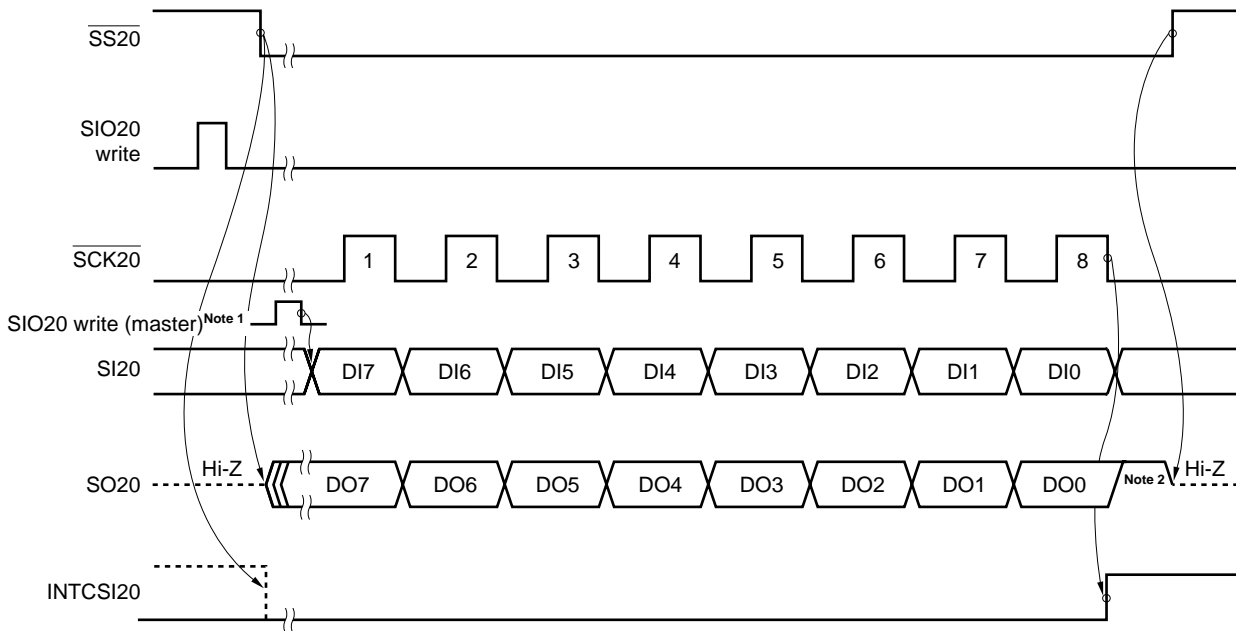 SS20
SIO20
write
SCK20
1 2 3 4 5 6 7 8
SIO20 write (master)Note 1
SI20
DI7 DI6 DI5 DI4 DI3 DI2 DI1 DI0
Hi-Z
SO20
DO7 DO6 DO5 DO4 DO3 DO2 DO1 DO0
Note 2
Hi-Z
INTCSI20